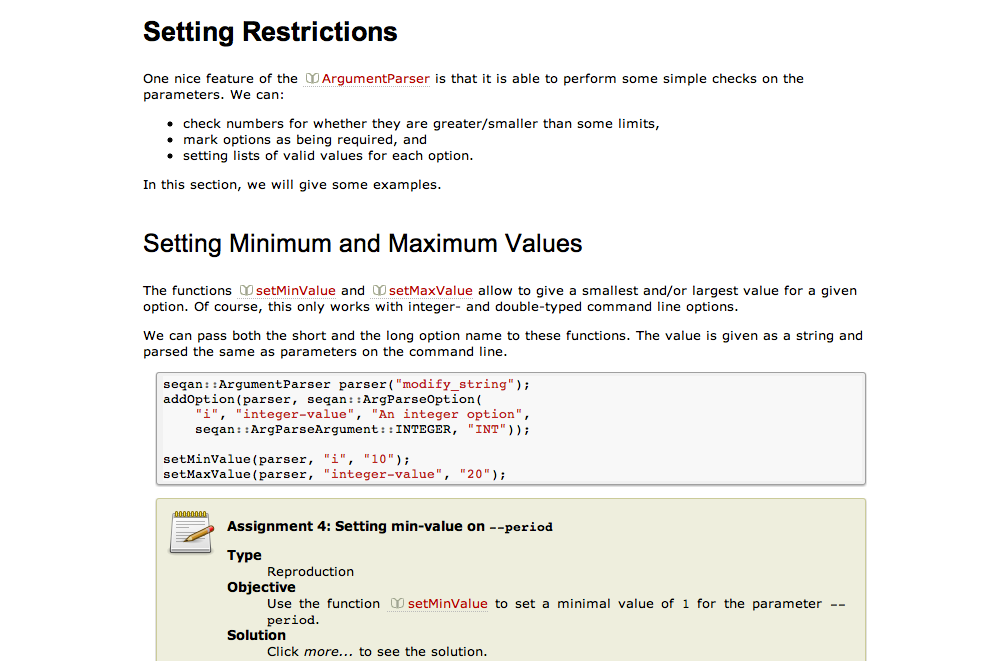 Setting Restrictions
One nice feature of the ArgumentParser is that it is able to perform some simple checks on the
parameters. We can:
• check numbers for whether they are greater/smaller than some limits,
• mark options as being required, and
• setting lists of valid values for each option.
In this section, we will give some examples.
Setting Minimum and Maximum Values
The functions setMinValue and setMaxValue allow to give a smallest and/or largest value for a given
option. Of course, this only works with integer- and double-typed command line options.
We can pass both the short and the long option name to these functions. The value is given as a string and
parsed the same as parameters on the command line.
seqan::ArgumentParser parser("modify_string");
addOption(parser, seqan::ArgParseOption(
    "i", "integer-value", "An integer option",
    seqan::ArgParseArgument::INTEGER, "INT"));
setMinValue(parser, "i", "10");
setMaxValue(parser, "integer-value", "20");
Assignment 4: Setting min-value on --period
Type
Reproduction
Objective
Use the function setMinValue to set a minimal value of 1 for the parameter --
period.
Solution
Click more... to see the solution.